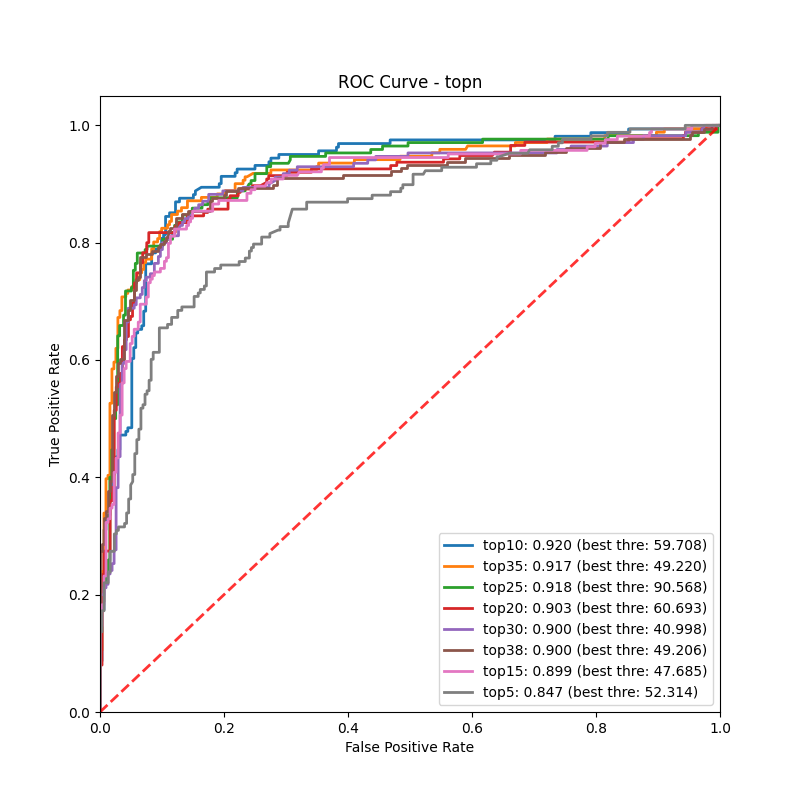 ROC Curve - topn
1.0
0.8
0.6
0.4
0.2
0.0
True Positive Rate
top10: 0.920 (best thre: 59.708)
top35: 0.917 (best thre: 49.220)
top25: 0.918 (best thre: 90.568)
top20: 0.903 (best thre: 60.693)
top30: 0.900 (best thre: 40.998)
top38: 0.900 (best thre: 49.206)
top15: 0.899 (best thre: 47.685)
top5: 0.847 (best thre: 52.314)
0.0 0.2 0.4 0.6 0.8 1.0
False Positive Rate